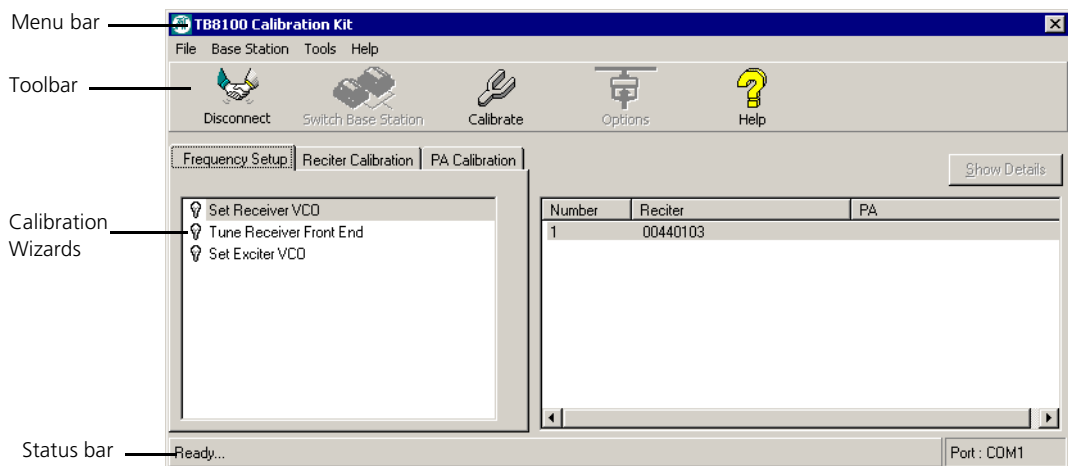 Menu bar
TB8100 Calibration Kit
File Base Station Tools Help
Toolbar
Disconnect Switch Base Station Calibrate Options Help
Frequency Setup Reciter Calibration PA Calibration
Show Details
Calibration
Wizards
Set Receiver VCO
Tune Receiver Front End
Set Exciter VCO
Number Reciter PA
1 00440103
Status bar
Ready... Port : COM1